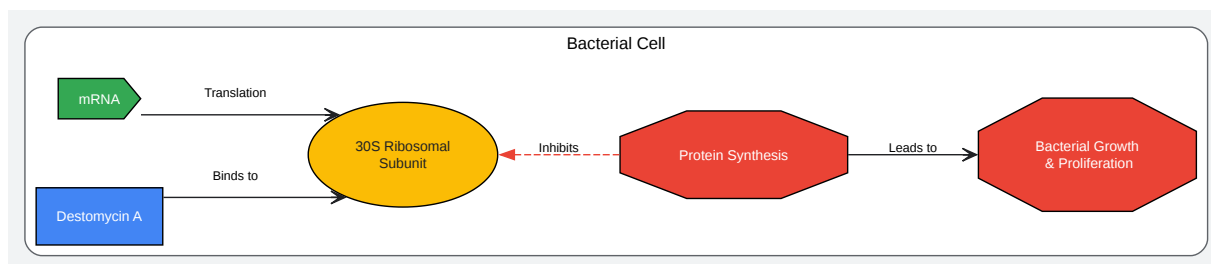 Bacterial Cell
mRNA
Translation
30S Ribosomal
Subunit
Inhibits
Protein Synthesis
Leads to
Bacterial Growth
& Proliferation
Binds to
Destomycin A